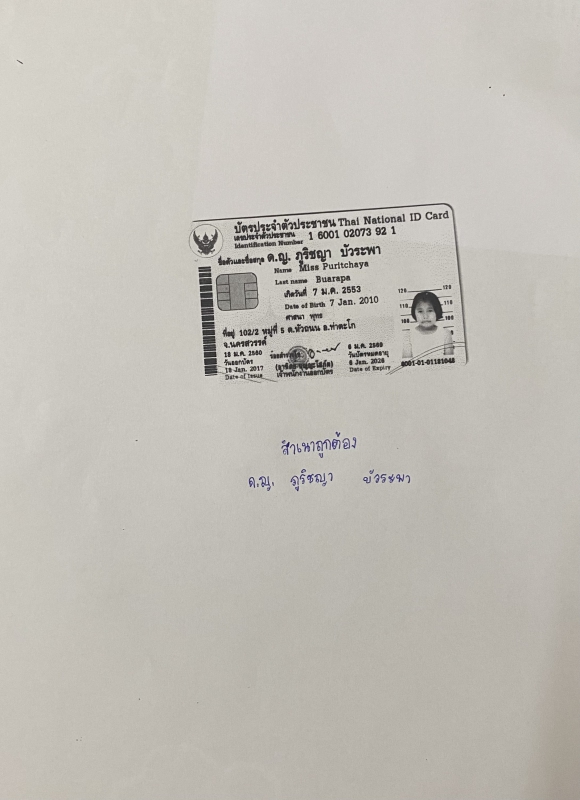 บัตรประจำตัวประชาชน Thai National ID Card
เลขประจำตัวประชาชน 1 6001 02073 92 1
Identification Number
ชื่อตัวและชื่อสกุล ด.ญ. ภูริชญา บัวระพา
Name Miss Puritchaya
Last name Buarapa
เกิดวันที่ 7 ม.ค. 2553
Date of Birth 7 Jan. 2010
ศาสนา พุทธ
ที่อยู่ 102/2 หมู่ที่ 5 ต.หัวถนน อ.ท่าตะโก
จ.นครสวรรค์
18 ม.ค. 2560
วันออกบัตร
18 Jan. 2017
Date of Issue
เจ้าพนักงานออกบัตร
6 ม.ค. 2569
วันบัตรหมดอายุ
6 Jan. 2026
Date of Expiry
120 120
110 110
100 100
สำเนาถูกต้อง
ด.ญ. ภูริชญา บัวระพา